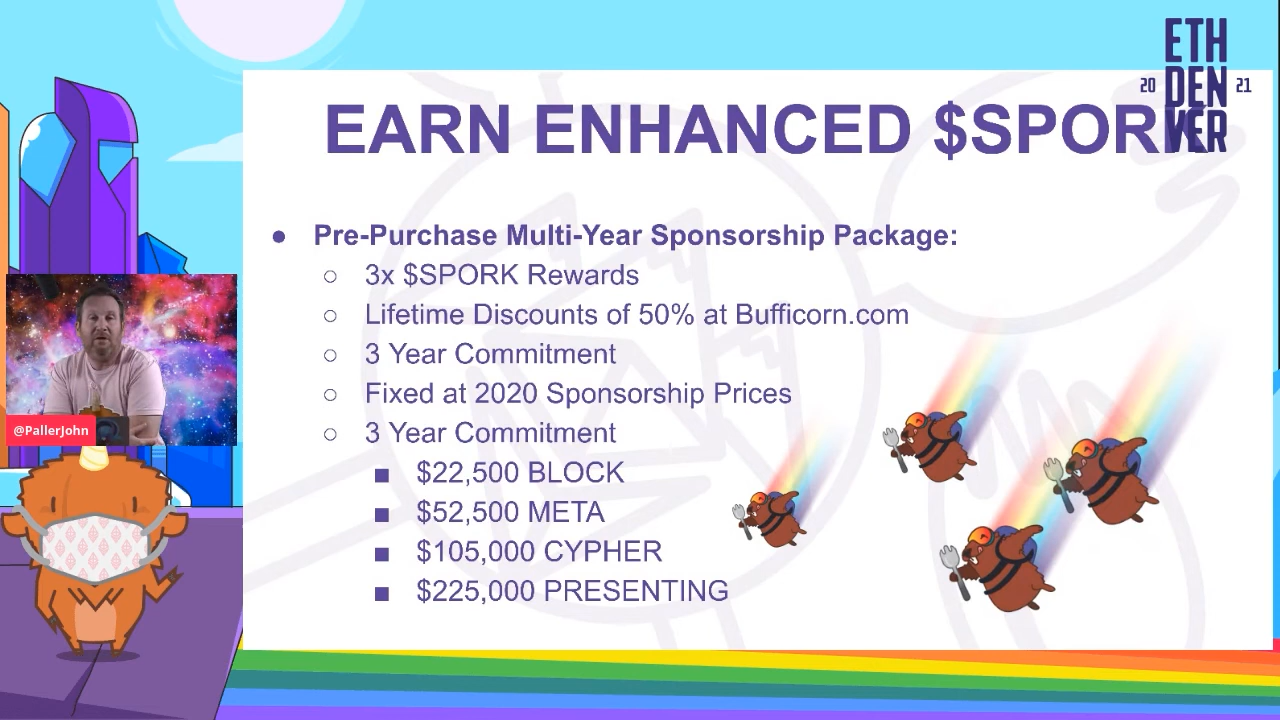 ETH
20 DEN 21
VER
EARN ENHANCED $SPORK
● Pre-Purchase Multi-Year Sponsorship Package:
○ 3x $SPORK Rewards
○ Lifetime Discounts of 50% at Bufficorn.com
○ 3 Year Commitment
○ Fixed at 2020 Sponsorship Prices
○ 3 Year Commitment
■ $22,500 BLOCK
■ $52,500 META
■ $105,000 CYPHER
■ $225,000 PRESENTING
@PallerJohn